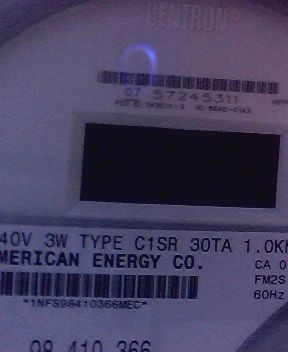 CENTRON
07 57245311
40V 3W TYPE C1SR 30TA 1.0K
MERICAN ENERGY CO.
CA 0
FM2S
60Hz
*1NFS98410366MEC*
98 410 366